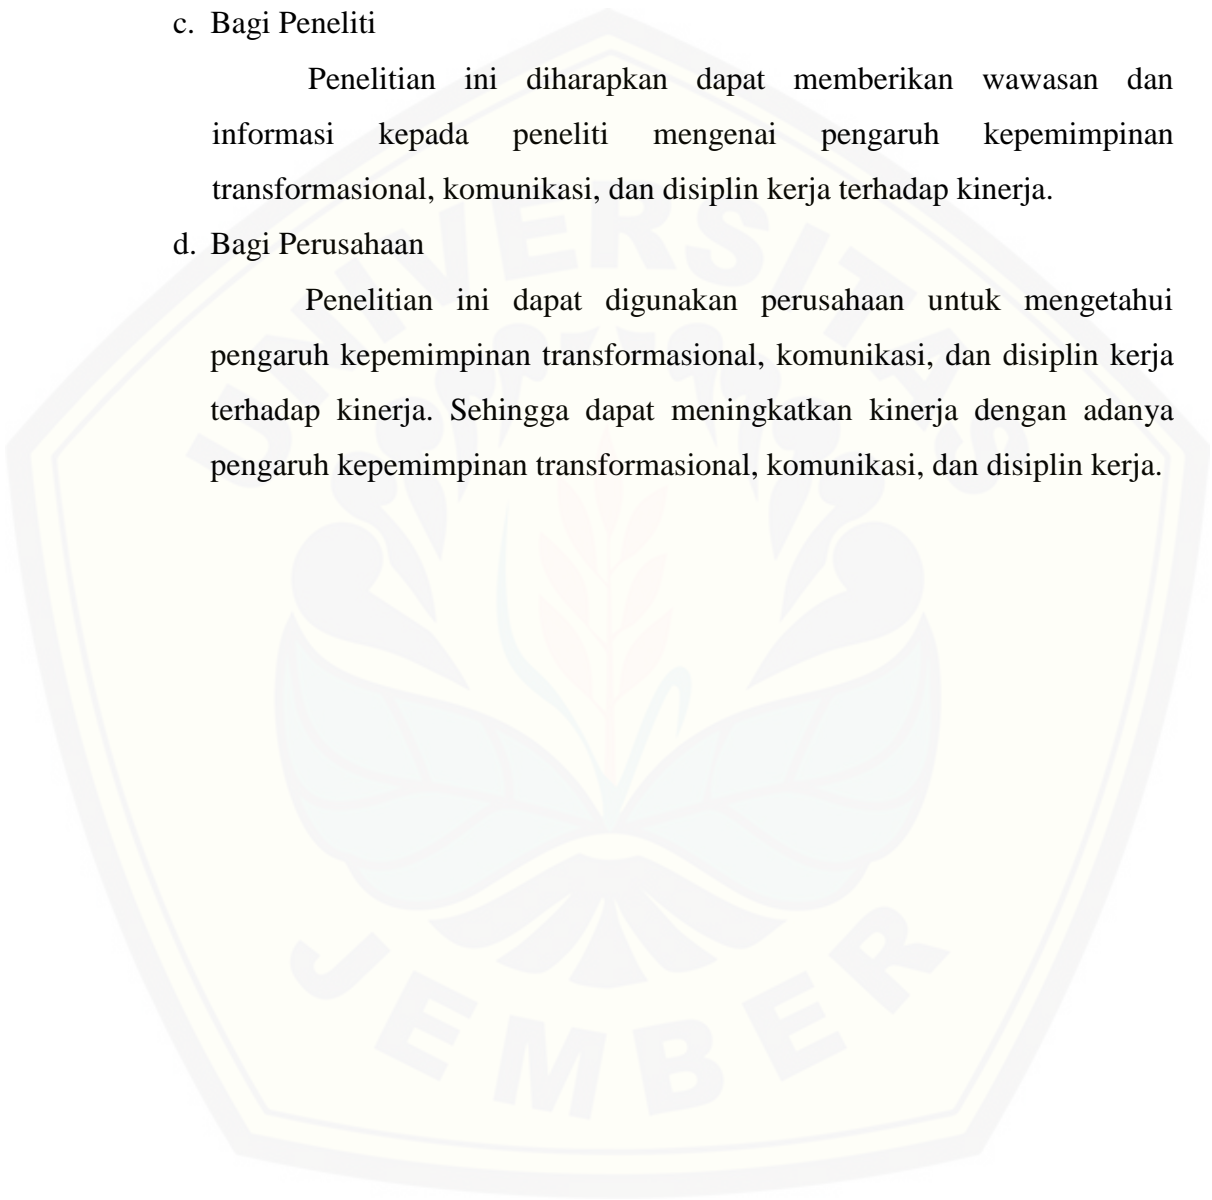 c. Bagi Peneliti
Penelitian ini diharapkan dapat memberikan wawasan dan
informasi kepada peneliti mengenai pengaruh kepemimpinan
transformasional, komunikasi, dan disiplin kerja terhadap kinerja.
d. Bagi Perusahaan
Penelitian ini dapat digunakan perusahaan untuk mengetahui
pengaruh kepemimpinan transformasional, komunikasi, dan disiplin kerja
terhadap kinerja. Sehingga dapat meningkatkan kinerja dengan adanya
pengaruh kepemimpinan transformasional, komunikasi, dan disiplin kerja.
UNIVERSITAS
JEMBER